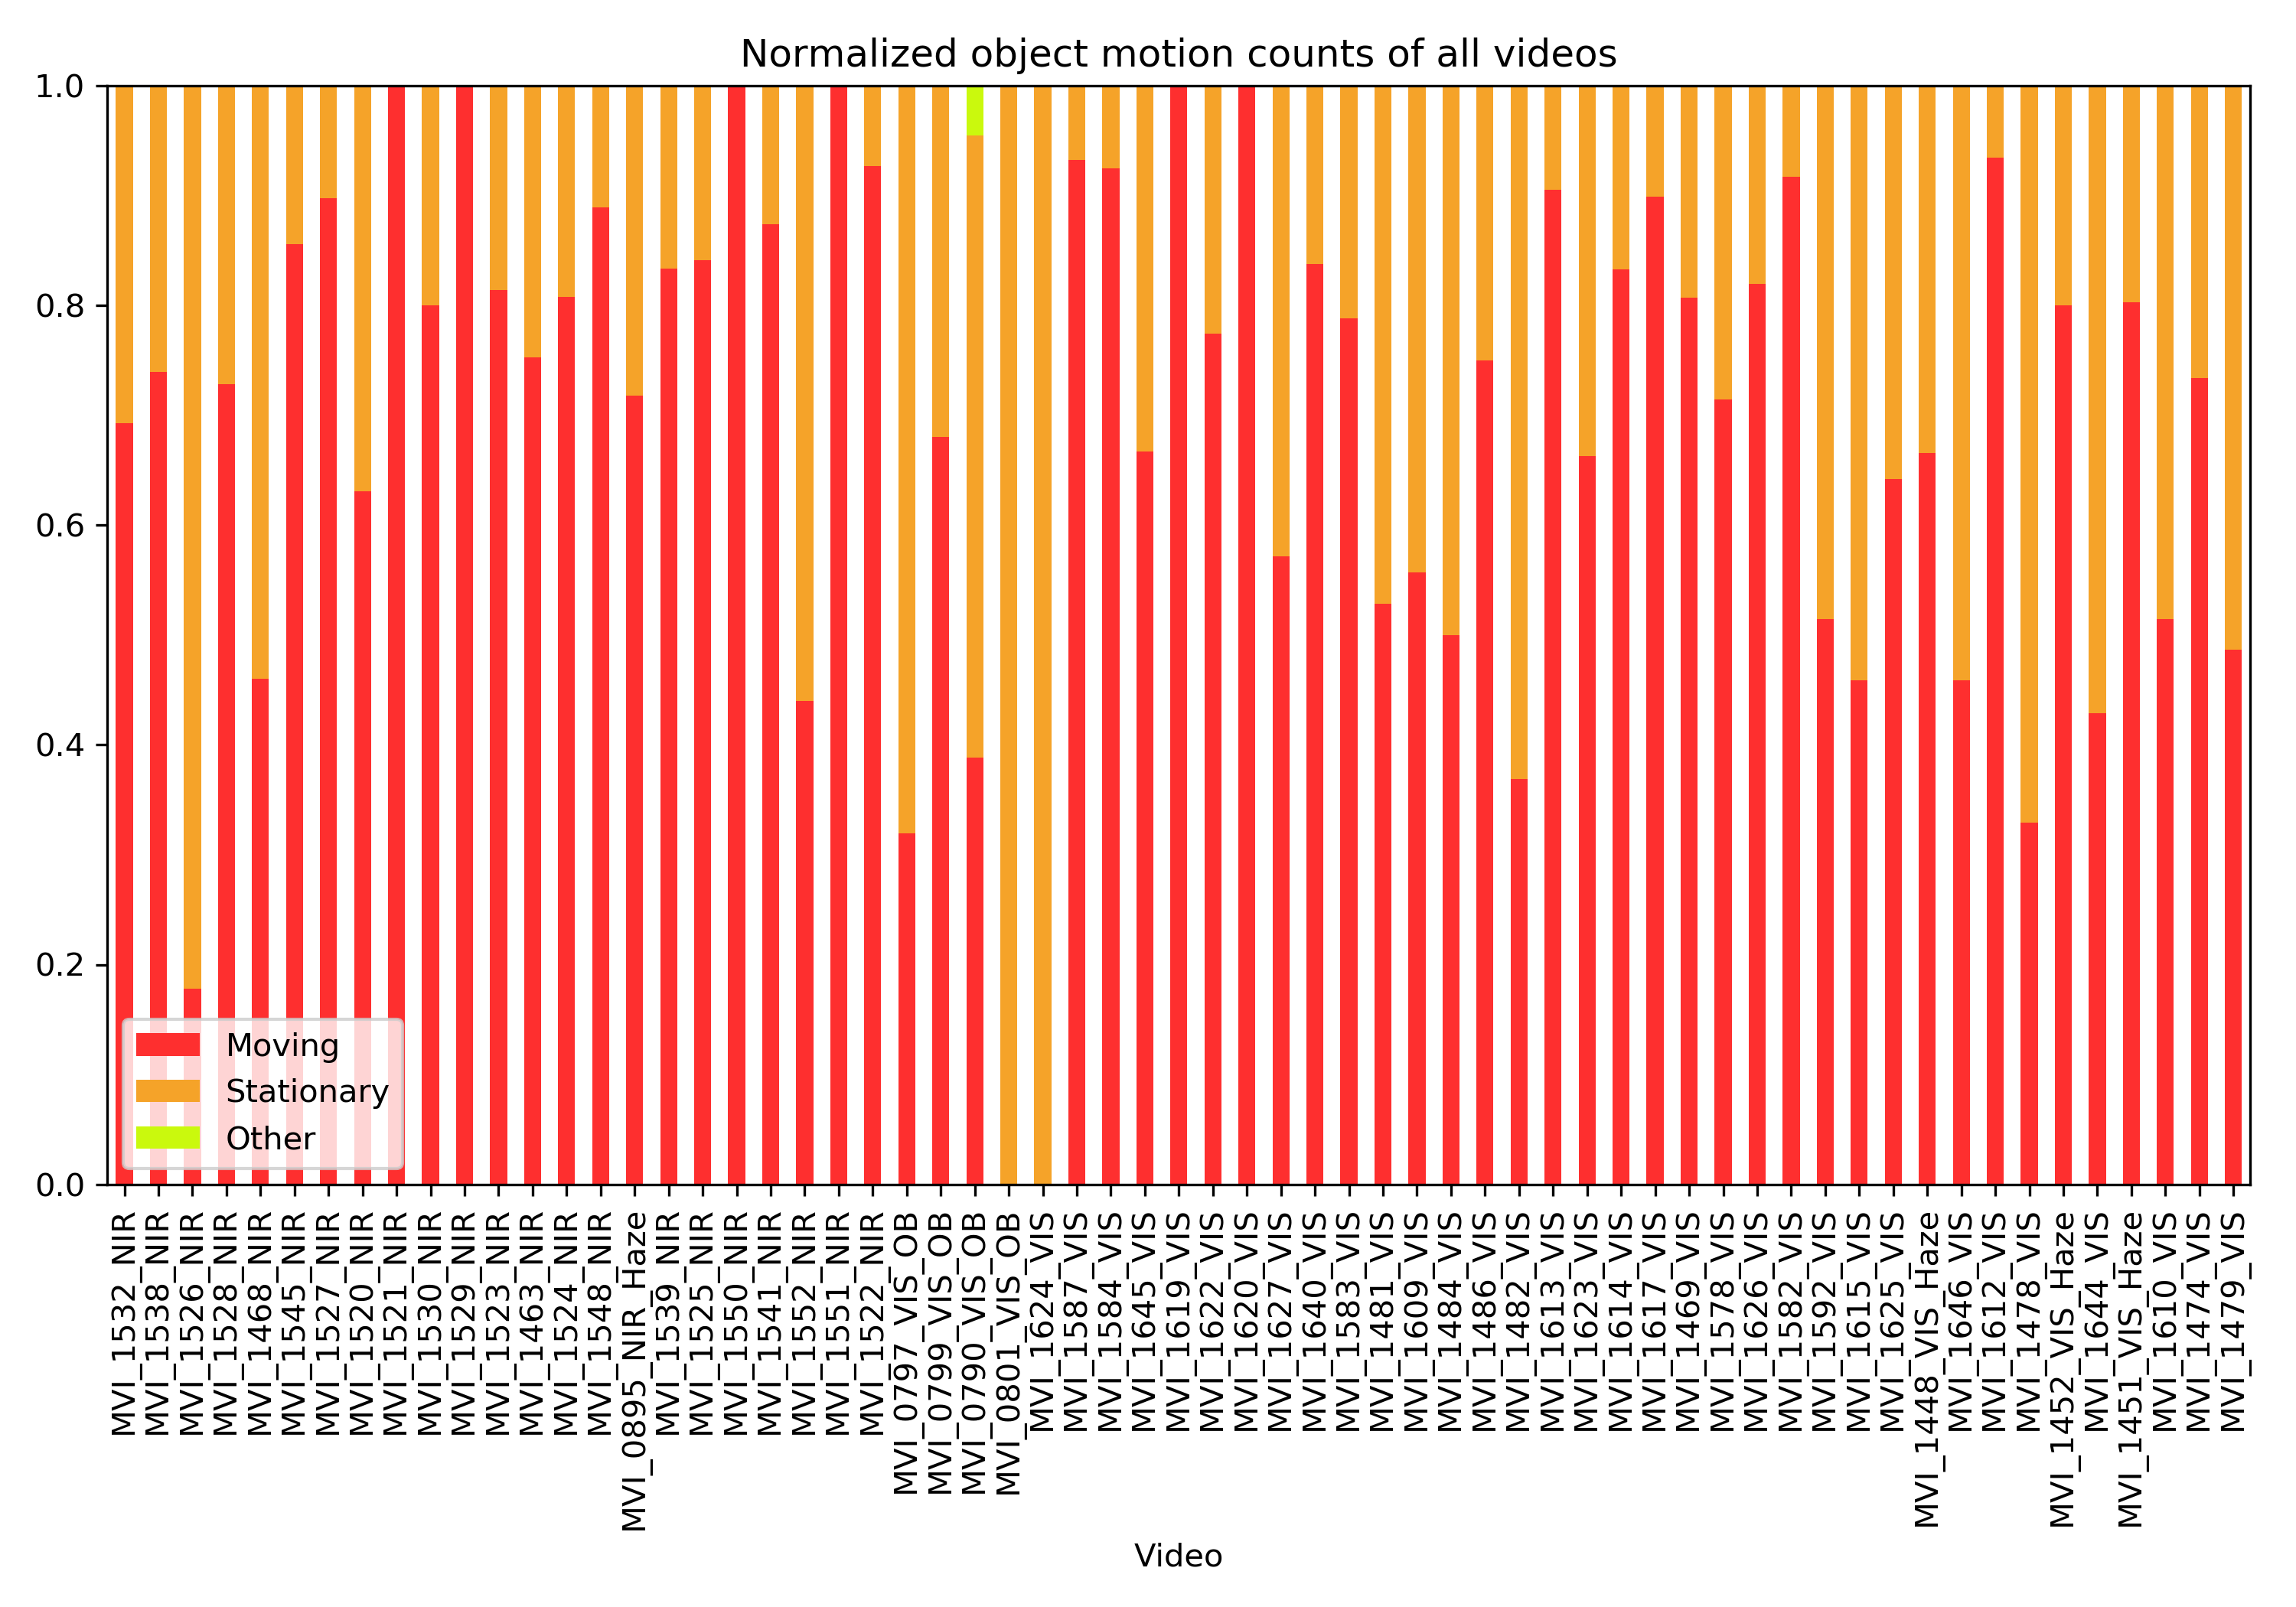 Normalized object motion counts of all videos
1.0
0.8
0.6
0.4
0.2
0.0
Moving
Stationary
Other
MVI_1532_NIR
MVI_1538_NIR
MVI_1526_NIR
MVI_1528_NIR
MVI_1468_NIR
MVI_1545_NIR
MVI_1527_NIR
MVI_1520_NIR
MVI_1521_NIR
MVI_1530_NIR
MVI_1529_NIR
MVI_1523_NIR
MVI_1463_NIR
MVI_1524_NIR
MVI_1548_NIR
MVI_0895_NIR_Haze
MVI_1539_NIR
MVI_1525_NIR
MVI_1550_NIR
MVI_1541_NIR
MVI_1552_NIR
MVI_1551_NIR
MVI_1522_NIR
MVI_0797_VIS_OB
MVI_0799_VIS_OB
MVI_0790_VIS_OB
MVI_0801_VIS_OB
MVI_1624_VIS
MVI_1587_VIS
MVI_1584_VIS
MVI_1645_VIS
MVI_1619_VIS
MVI_1622_VIS
MVI_1620_VIS
MVI_1627_VIS
MVI_1640_VIS
MVI_1583_VIS
MVI_1481_VIS
MVI_1609_VIS
MVI_1484_VIS
MVI_1486_VIS
MVI_1482_VIS
MVI_1613_VIS
MVI_1623_VIS
MVI_1614_VIS
MVI_1617_VIS
MVI_1469_VIS
MVI_1578_VIS
MVI_1626_VIS
MVI_1582_VIS
MVI_1592_VIS
MVI_1615_VIS
MVI_1625_VIS
MVI_1448_VIS_Haze
MVI_1646_VIS
MVI_1612_VIS
MVI_1478_VIS
MVI_1452_VIS_Haze
MVI_1644_VIS
MVI_1451_VIS_Haze
MVI_1610_VIS
MVI_1474_VIS
MVI_1479_VIS
Video